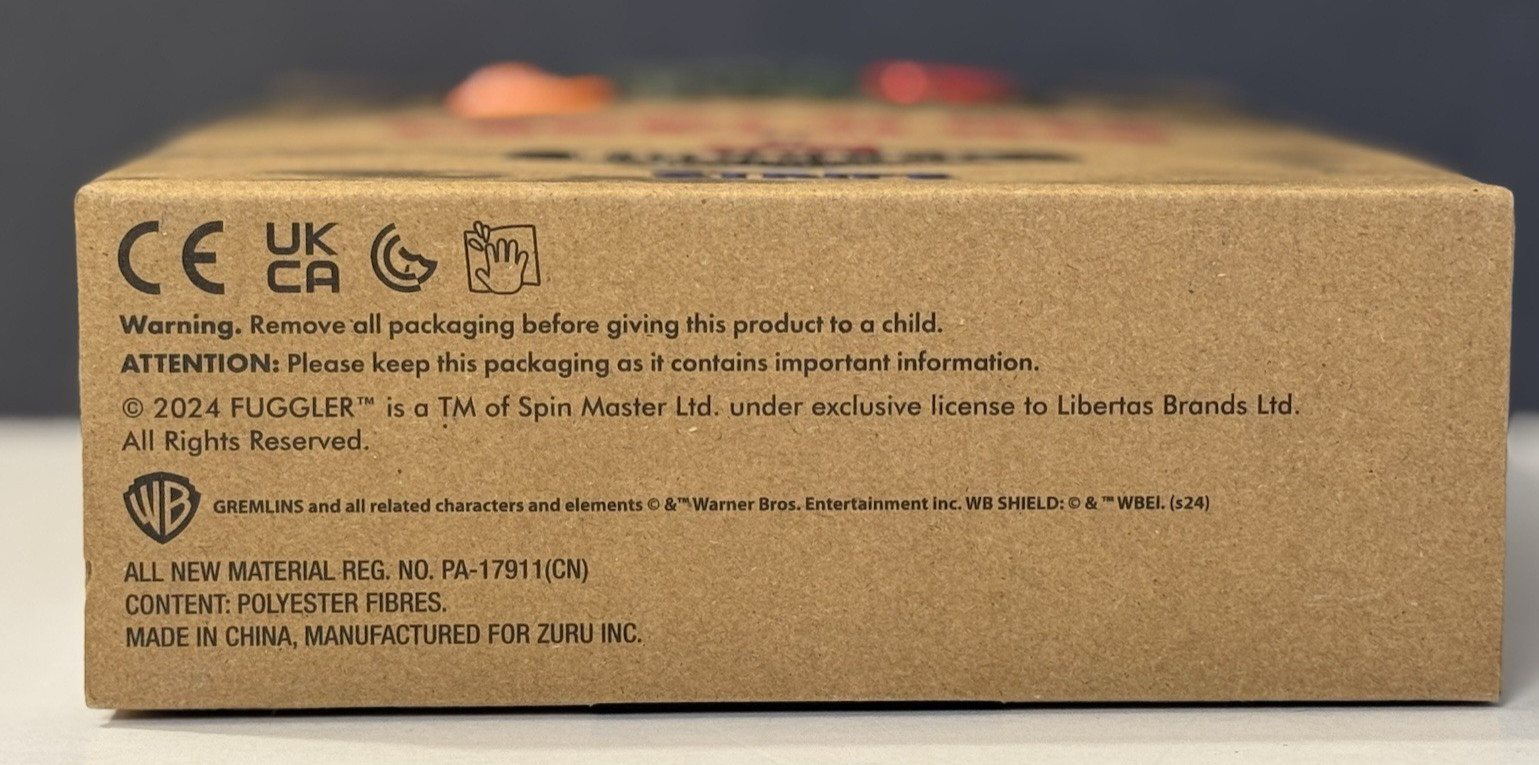 CE UK CA
Warning. Remove all packaging before giving this product to a child.
ATTENTION: Please keep this packaging as it contains important information.
© 2024 FUGGLER™ is a TM of Spin Master Ltd. under exclusive license to Libertas Brands Ltd.
All Rights Reserved.
WB GREMLINS and all related characters and elements © &™Warner Bros. Entertainment inc. WB SHIELD: © & ™ WBEI. (s24)
ALL NEW MATERIAL REG. NO. PA-17911(CN)
CONTENT: POLYESTER FIBRES.
MADE IN CHINA, MANUFACTURED FOR ZURU INC.